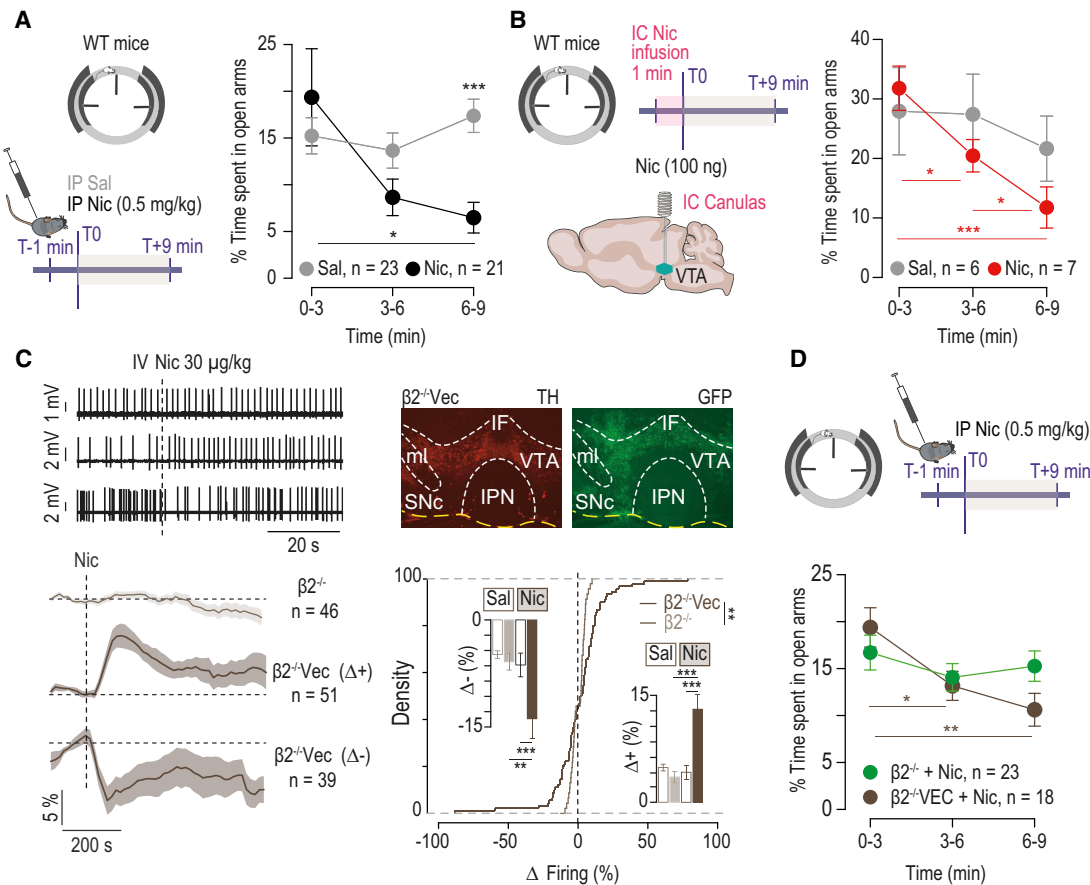 A
WT mice
IP Sal
IP Nic (0.5 mg/kg)
T-1 min
T0
T+9 min
% Time spent in open arms
25
15
5
0
***
*
Sal, n = 23
Nic, n = 21
0-3
3-6
6-9
Time (min)
B
WT mice
IC Nic
infusion
1 min
T0
T+9 min
Nic (100 ng)
IC Canulas
VTA
% Time spent in open arms
40
30
20
10
0
*
*
***
Sal, n = 6
Nic, n = 7
0-3
3-6
6-9
Time (min)
C
IV Nic 30 µg/kg
1 mV
2 mV
2 mV
20 s
Nic
β2-/-
n = 46
β2-/-Vec (Δ+)
n = 51
β2-/-Vec (Δ-)
n = 39
5 %
200 s
β2-/-Vec
TH
GFP
IF
ml
VTA
SNc
IPN
IF
ml
VTA
SNc
IPN
Density
100
0
Sal
Nic
Δ- (%)
0
-15
***
**
β2-/-Vec
β2-/-
**
Sal
Nic
***
***
Δ+ (%)
15
0
-100
-50
0
50
100
Δ Firing (%)
D
IP Nic (0.5 mg/kg)
T-1 min
T0
T+9 min
% Time spent in open arms
25
15
5
0
*
**
β2-/- + Nic, n = 23
β2-/-VEC + Nic, n = 18
0-3
3-6
6-9
Time (min)